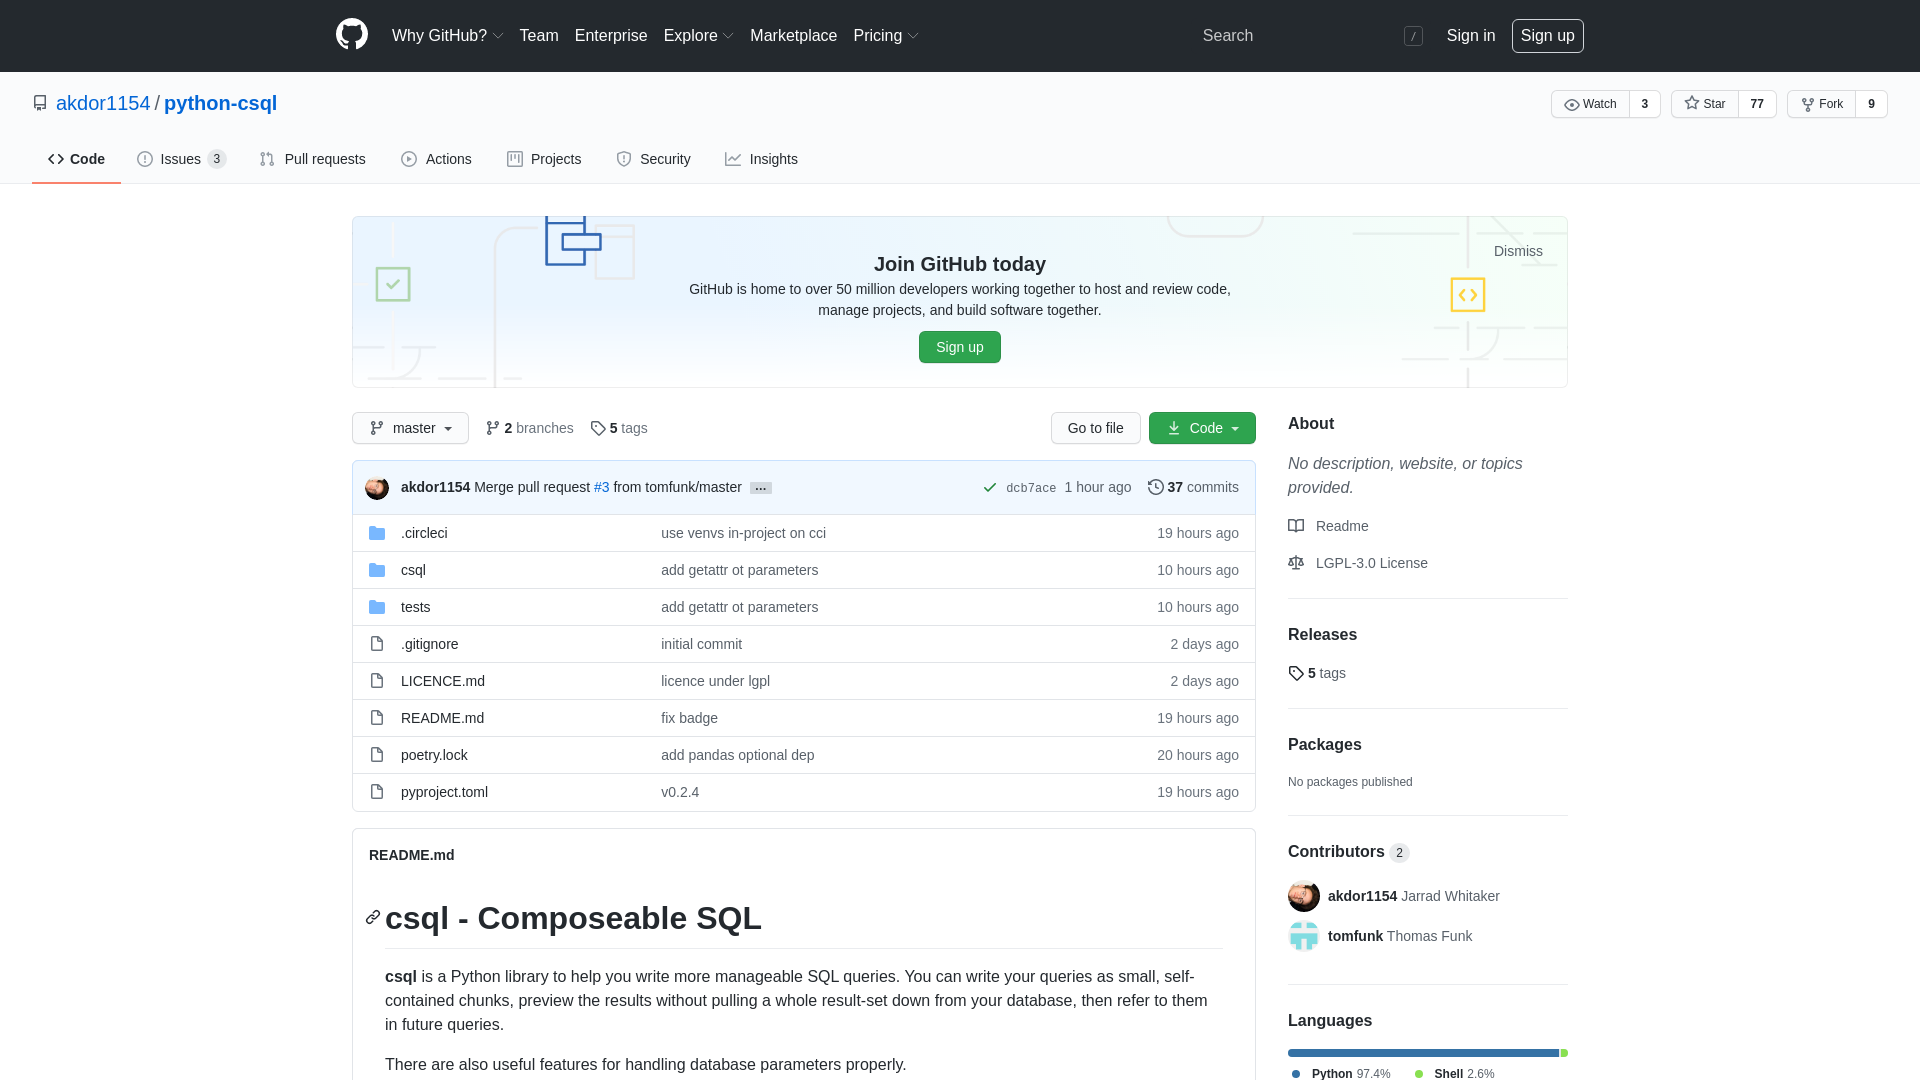 Why GitHub? Team Enterprise Explore Marketplace Pricing Search / Sign in Sign up
akdor1154 / python-csql Watch 3 Star 77 Fork 9
Code Issues 3 Pull requests Actions Projects Security Insights
Dismiss
Join GitHub today
GitHub is home to over 50 million developers working together to host and review code,
manage projects, and build software together.
Sign up
master 2 branches 5 tags Go to file Code
akdor1154 Merge pull request #3 from tomfunk/master … dcb7ace 1 hour ago 37 commits
.circleci use venvs in-project on cci 19 hours ago
csql add getattr ot parameters 10 hours ago
tests add getattr ot parameters 10 hours ago
.gitignore initial commit 2 days ago
LICENCE.md licence under lgpl 2 days ago
README.md fix badge 19 hours ago
poetry.lock add pandas optional dep 20 hours ago
pyproject.toml v0.2.4 19 hours ago
README.md
csql - Composeable SQL
csql is a Python library to help you write more manageable SQL queries. You can write your queries as small, self-
contained chunks, preview the results without pulling a whole result-set down from your database, then refer to them
in future queries.
There are also useful features for handling database parameters properly.
About
No description, website, or topics
provided.
Readme
LGPL-3.0 License
Releases
5 tags
Packages
No packages published
Contributors 2
akdor1154 Jarrad Whitaker
tomfunk Thomas Funk
Languages
Python 97.4% Shell 2.6%